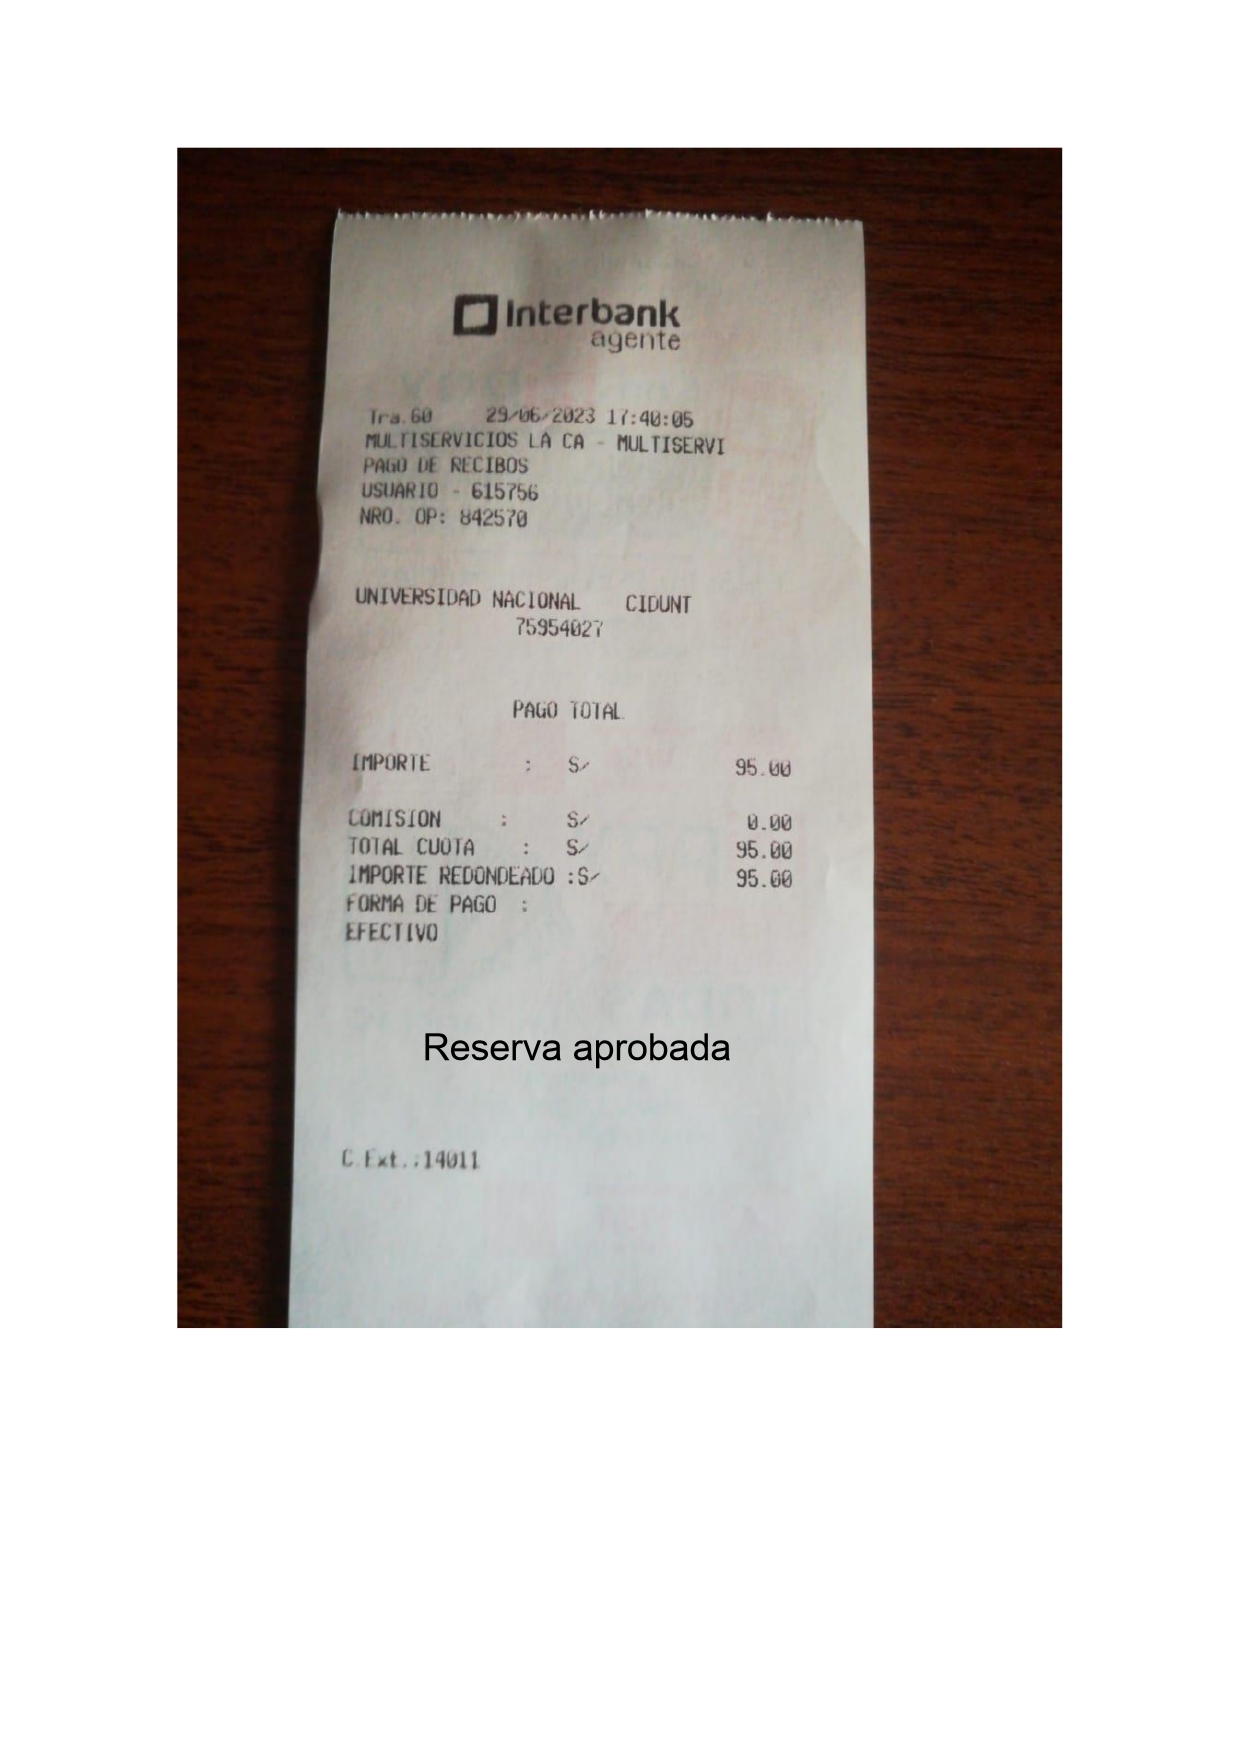 Interbank
agente
Tra.60 29/06/2023 17:40:05
MULTISERVICIOS LA CA - MULTISERVI
PAGO DE RECIBOS
USUARIO - 615756
NRO. OP: 842570
UNIVERSIDAD NACIONAL CIDUNT
75954027
PAGO TOTAL
IMPORTE : S/ 95.00
COMISION : S/ 0.00
TOTAL CUOTA : S/ 95.00
IMPORTE REDONDEADO :S/ 95.00
FORMA DE PAGO :
EFECTIVO
Reserva aprobada
C.Ext.:14011